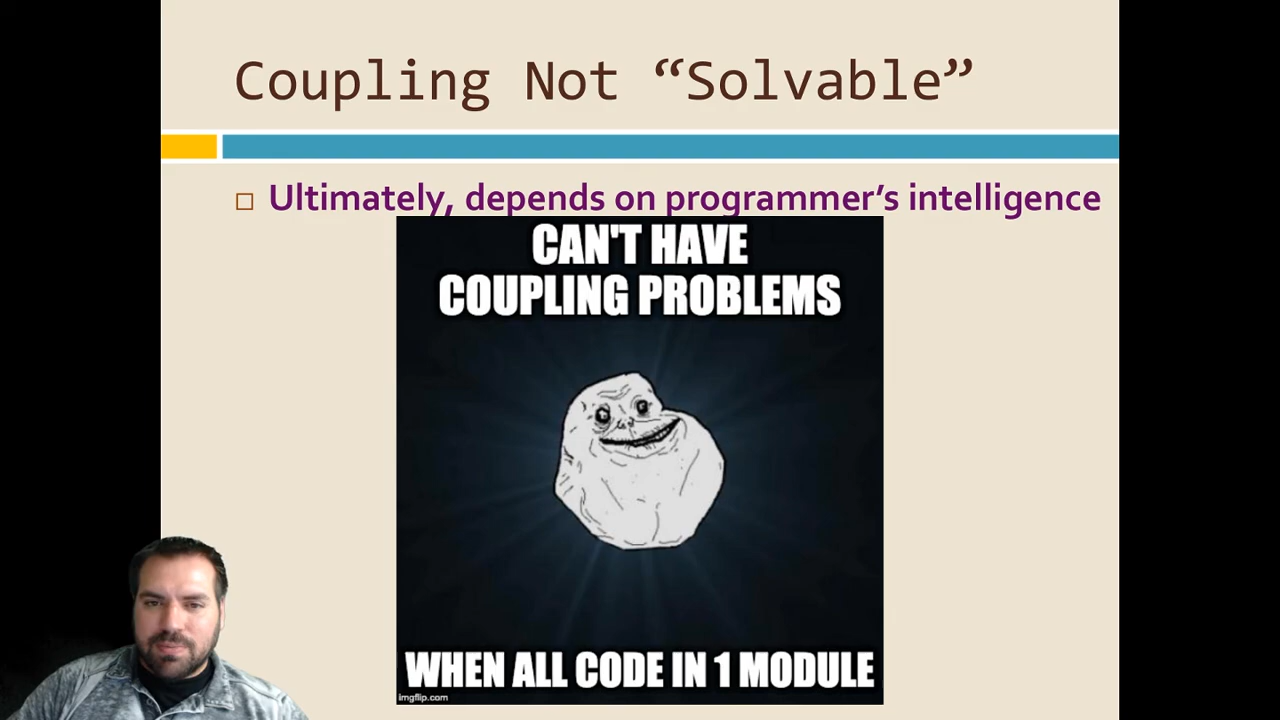 Coupling Not “Solvable”
Ultimately, depends on programmer’s intelligence
CAN'T HAVE
COUPLING PROBLEMS
WHEN ALL CODE IN 1 MODULE
imgflip.com